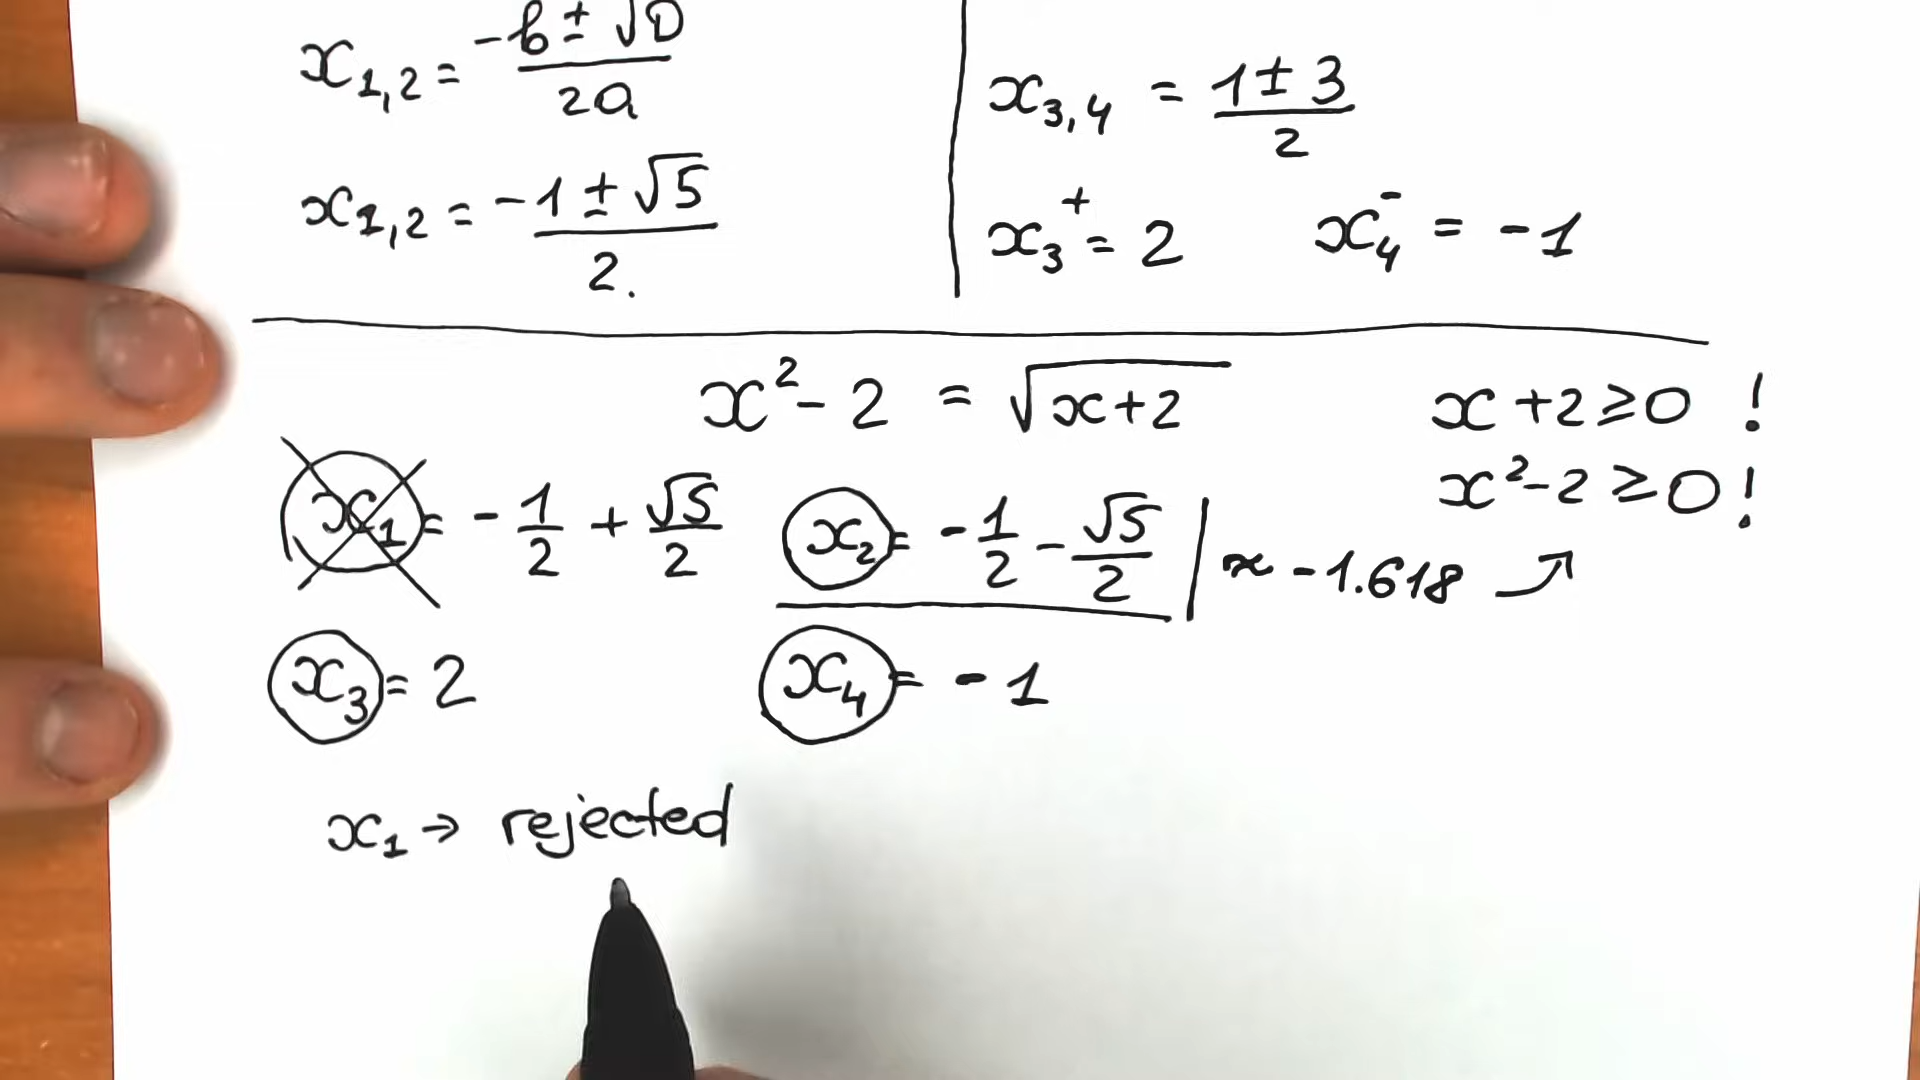 x₁,₂ = (-b ± √D)/(2a)
x₁,₂ = (-1 ± √5)/2.
x₃,₄ = (1 ± 3)/2
x₃⁺ = 2 x₄⁻ = -1
x² - 2 = √(x+2) x + 2 ≥ 0 !
x² - 2 ≥ 0 !
x₁ = -1/2 + √5/2 x₂ = -1/2 - √5/2 | ≈ -1.618 ↗
x₃ = 2 x₄ = -1
x₁ → rejected